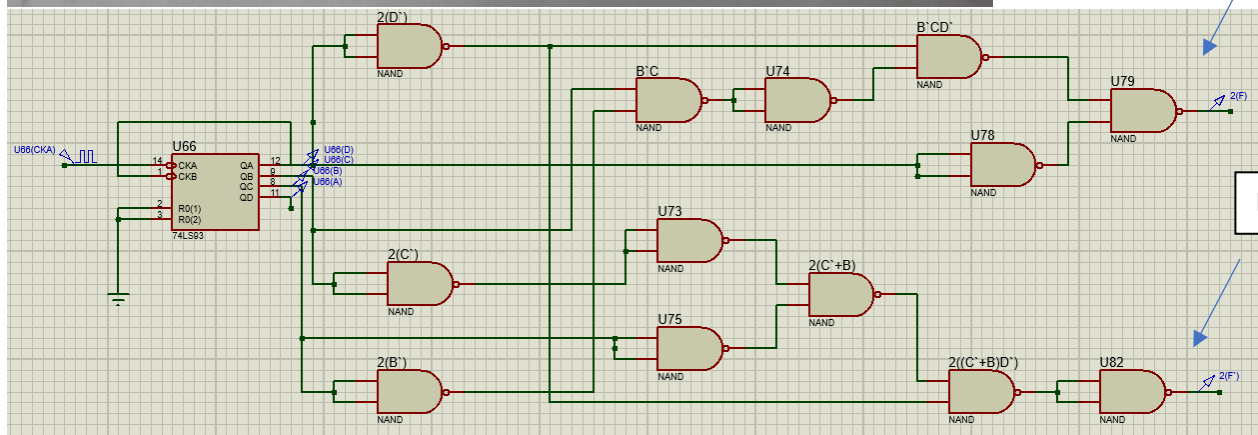 2(D`)
NAND
B`C
NAND
U74
NAND
B`CD`
NAND
U79
NAND
2(F)
U78
NAND
U66(CKA)
U66
14 CKA
1 CKB
2 R0(1)
3 R0(2)
QA 12
QB 9
QC 8
QD 11
74LS93
U66(D)
U66(C)
U66(B)
U66(A)
U73
NAND
2(C`)
NAND
2(C`+B)
NAND
U75
NAND
2(B`)
NAND
2((C`+B)D`)
NAND
U82
NAND
2(F`)